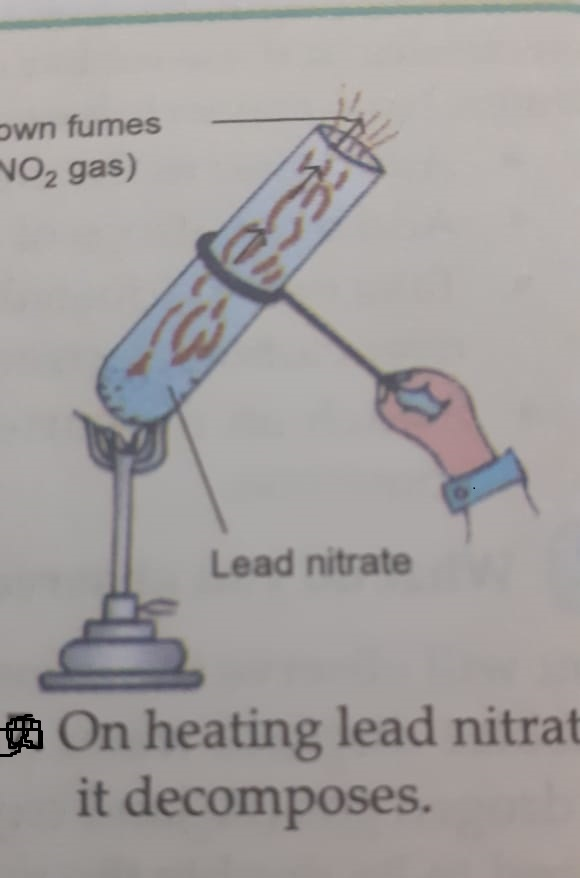 own fumes
NO₂ gas)
Lead nitrate
On heating lead nitrat
it decomposes.